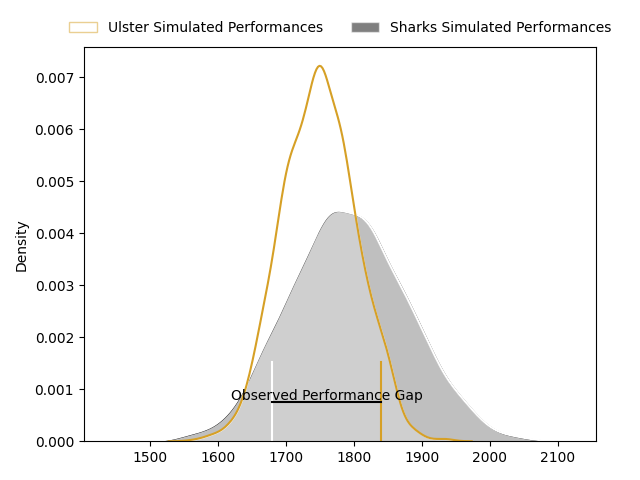 Ulster Simulated Performances Sharks Simulated Performances
0.007
0.006
0.005
0.004
0.003
0.002
0.001
0.000
Density
Observed Performance Gap
1500 1600 1700 1800 1900 2000 2100